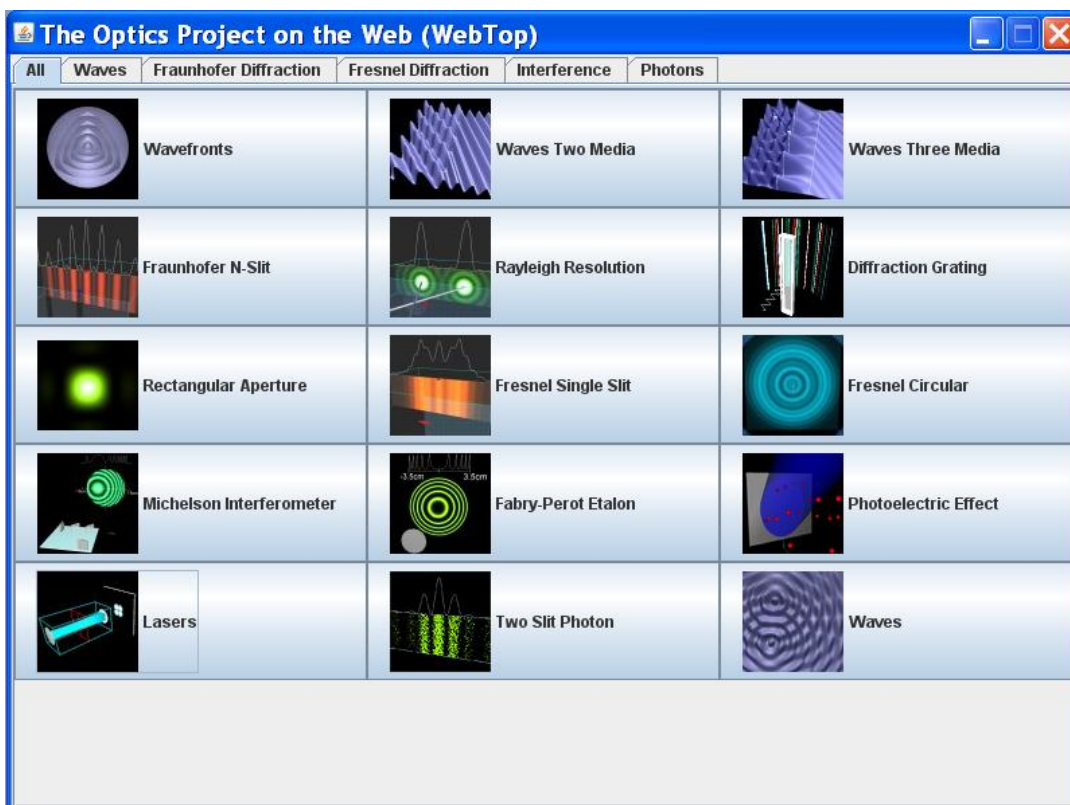 The Optics Project on the Web (WebTop)
All Waves Fraunhofer Diffraction Fresnel Diffraction Interference Photons
Wavefronts Waves Two Media Waves Three Media
Fraunhofer N-Slit Rayleigh Resolution Diffraction Grating
Rectangular Aperture Fresnel Single Slit Fresnel Circular
-3.5cm 3.5cm
Michelson Interferometer Fabry-Perot Etalon Photoelectric Effect
Lasers Two Slit Photon Waves